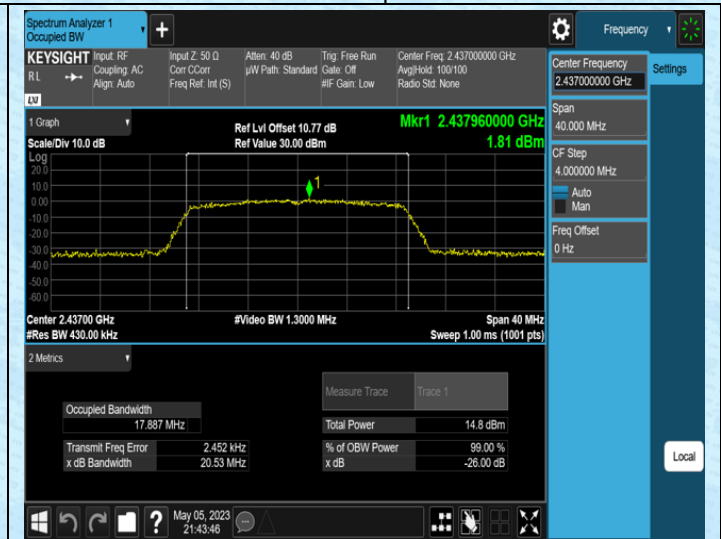 Spectrum Analyzer 1
Occupied BW
+
Frequency
KEYSIGHT Input: RF
RL Coupling: AC
Align: Auto
LXI
Input Z: 50 Ω
Corr CCorr
Freq Ref: Int (S)
Atten: 40 dB
µW Path: Standard
Trig: Free Run
Gate: Off
#IF Gain: Low
Center Freq: 2.437000000 GHz
Avg|Hold: 100/100
Radio Std: None
1 Graph
Scale/Div 10.0 dB
Ref Lvl Offset 10.77 dB
Ref Value 30.00 dBm
Mkr1 2.437960000 GHz
1.81 dBm
Log
20.0
10.0
0.00
-10.0
-20.0
-30.0
-40.0
-50.0
-60.0
1
Center 2.43700 GHz
#Res BW 430.00 kHz
#Video BW 1.3000 MHz
Span 40 MHz
Sweep 1.00 ms (1001 pts)
2 Metrics
Measure Trace Trace 1
Occupied Bandwidth
17.887 MHz
Total Power 14.8 dBm
Transmit Freq Error 2.452 kHz
% of OBW Power 99.00 %
x dB Bandwidth 20.53 MHz
x dB -26.00 dB
Center Frequency
2.437000000 GHz
Settings
Span
40.000 MHz
CF Step
4.000000 MHz
Auto
Man
Freq Offset
0 Hz
Local
?
May 05, 2023
21:43:46